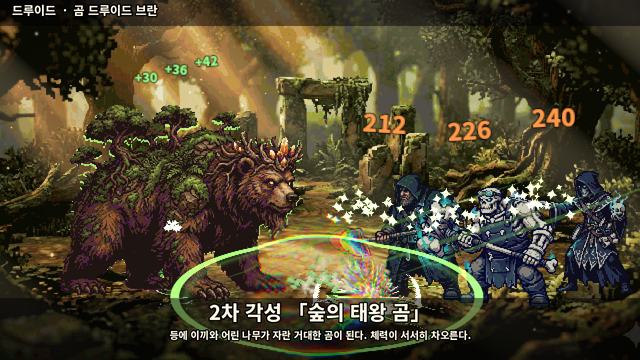 드루이드 · 곰 드루이드 브란
+30 +36 +42
212 226 240
2차 각성 「숲의 태왕 곰」
등에 이끼와 어린 나무가 자란 거대한 곰이 된다. 체력이 서서히 차오른다.